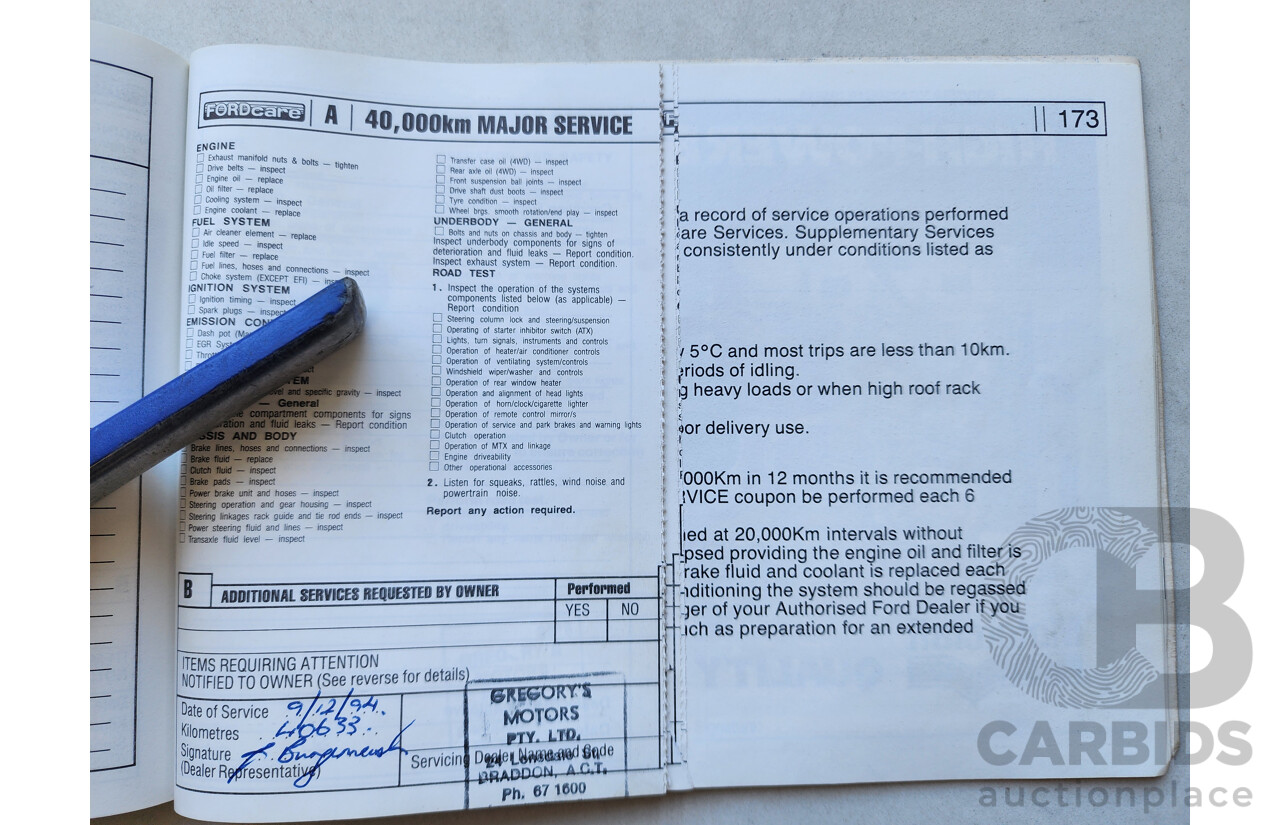 FORDcare A 40,000km MAJOR SERVICE
ENGINE
Exhaust manifold nuts & bolts — tighten
Drive belts — inspect
Engine oil — replace
Oil filter — replace
Cooling system — inspect
Engine coolant — replace
FUEL SYSTEM
Air cleaner element — replace
Idle speed — inspect
Fuel filter — replace
Fuel lines, hoses and connections — inspect
Choke system (EXCEPT EFI) —
IGNITION SYSTEM
Ignition timing — inspect
Spark plugs — inspect
EMISSION
Dash pot
EGR
and specific gravity — inspect
— General
compartment components for signs
and fluid leaks — Report condition
AND BODY
Brake lines, hoses and connections — inspect
Brake fluid — replace
Clutch fluid — inspect
Brake pads — inspect
Power brake unit and hoses — inspect
Steering operation and gear housing — inspect
Steering linkages rack guide and tie rod ends — inspect
Power steering fluid and lines — inspect
Transaxle fluid level — inspect
Transfer case oil (4WD) — inspect
Rear axle oil (4WD) — inspect
Front suspension ball joints — inspect
Drive shaft dust boots — inspect
Tyre condition — inspect
Wheel brgs. smooth rotation/end play — inspect
UNDERBODY — GENERAL
Bolts and nuts on chassis and body — tighten
Inspect underbody components for signs of
deterioration and fluid leaks — Report condition.
Inspect exhaust system — Report condition.
ROAD TEST
1. Inspect the operation of the systems
components listed below (as applicable) —
Report condition
Steering column lock and steering/suspension
Operating of starter inhibitor switch (ATX)
Lights, turn signals, instruments and controls
Operation of heater/air conditioner controls
Operation of ventilating system/controls
Windshield wiper/washer and controls
Operation of rear window heater
Operation and alignment of head lights
Operation of horn/clock/cigarette lighter
Operation of remote control mirror/s
Operation of service and park brakes and warning lights
Clutch operation
Operation of MTX and linkage
Engine driveability
Other operational accessories
2. Listen for squeaks, rattles, wind noise and
powertrain noise.
Report any action required.
B ADDITIONAL SERVICES REQUESTED BY OWNER
Performed
YES NO
ITEMS REQUIRING ATTENTION
NOTIFIED TO OWNER (See reverse for details)
Date of Service 9/12/94.
Kilometres 40633..
Signature
(Dealer Representative)
Servicing Dealer Name and Code
GREGORY'S
MOTORS
PTY. LTD.
24 Lonsdale St.
BRADDON, A.C.T.
Ph. 67 1600
173
a record of service operations performed
are Services. Supplementary Services
consistently under conditions listed as
5°C and most trips are less than 10km.
of idling.
heavy loads or when high roof rack
or delivery use.
000Km in 12 months it is recommended
coupon be performed each 6
at 20,000Km intervals without
providing the engine oil and filter is
fluid and coolant is replaced each
the system should be regassed
of your Authorised Ford Dealer if you
as preparation for an extended
CARBIDS
auctionplace